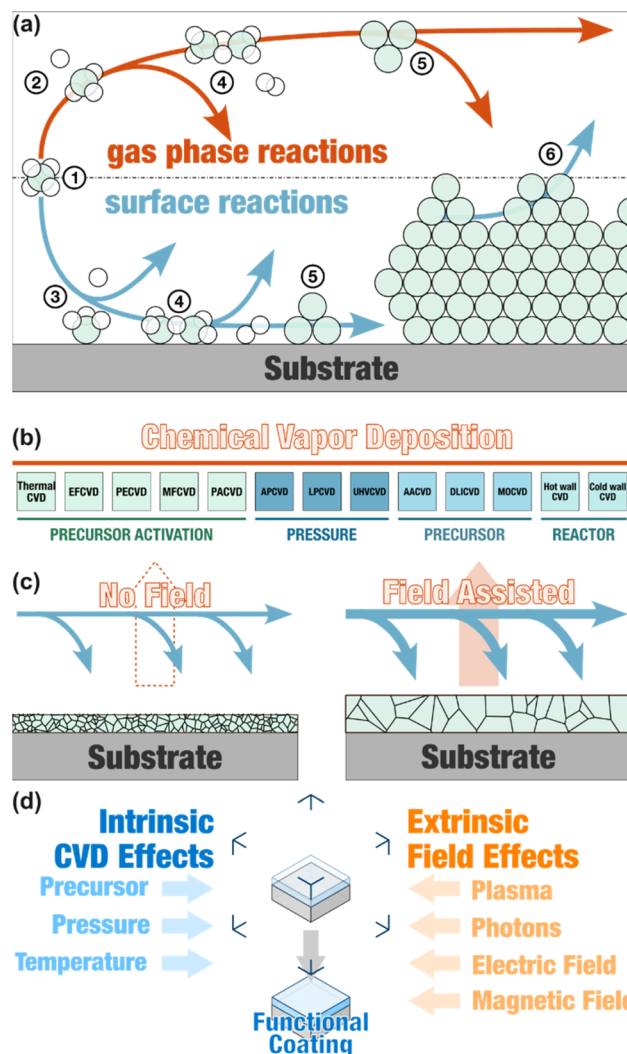 (a)
②
④
⑤
gas phase reactions
⑥
①
surface reactions
③
④
⑤
Substrate
(b)
Chemical Vapor Deposition
Thermal CVD
EFCVD
PECVD
MFCVD
PACVD
APCVD
LPCVD
UHVCVD
AACVD
DLICVD
MOCVD
Hot wall CVD
Cold wall CVD
PRECURSOR ACTIVATION
PRESSURE
PRECURSOR
REACTOR
(c)
No Field
Field Assisted
Substrate
Substrate
(d)
Intrinsic
CVD Effects
Precursor
Pressure
Temperature
Extrinsic
Field Effects
Plasma
Photons
Electric Field
Magnetic Field
Functional
Coating